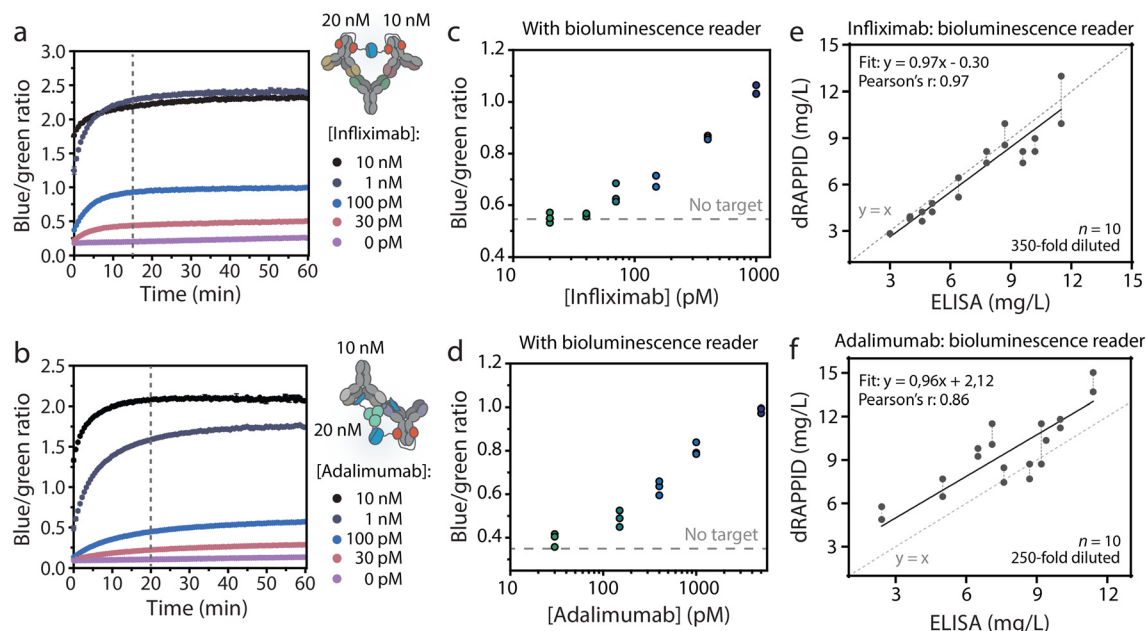 a
20 nM
10 nM
3.0
2.5
2.0
1.5
1.0
0.5
0.0
Blue/green ratio
0
10
20
30
40
50
60
Time (min)
[Infliximab]:
10 nM
1 nM
100 pM
30 pM
0 pM
c
With bioluminescence reader
1.2
1.0
0.8
0.6
0.4
Blue/green ratio
No target
10
100
1000
[Infliximab] (pM)
e
Infliximab: bioluminescence reader
15
12
9
6
3
dRAPPID (mg/L)
Fit: y = 0.97x - 0.30
Pearson's r: 0.97
y = x
n = 10
350-fold diluted
3
6
9
12
15
ELISA (mg/L)
b
10 nM
20 nM
2.5
2.0
1.5
1.0
0.5
0.0
Blue/green ratio
0
10
20
30
40
50
60
Time (min)
[Adalimumab]:
10 nM
1 nM
100 pM
30 pM
0 pM
d
With bioluminescence reader
1.2
1.0
0.8
0.6
0.4
Blue/green ratio
No target
10
100
1000
[Adalimumab] (pM)
f
Adalimumab: bioluminescence reader
15
12
9
6
3
dRAPPID (mg/L)
Fit: y = 0,96x + 2,12
Pearson's r: 0.86
y = x
n = 10
250-fold diluted
3
6
9
12
ELISA (mg/L)